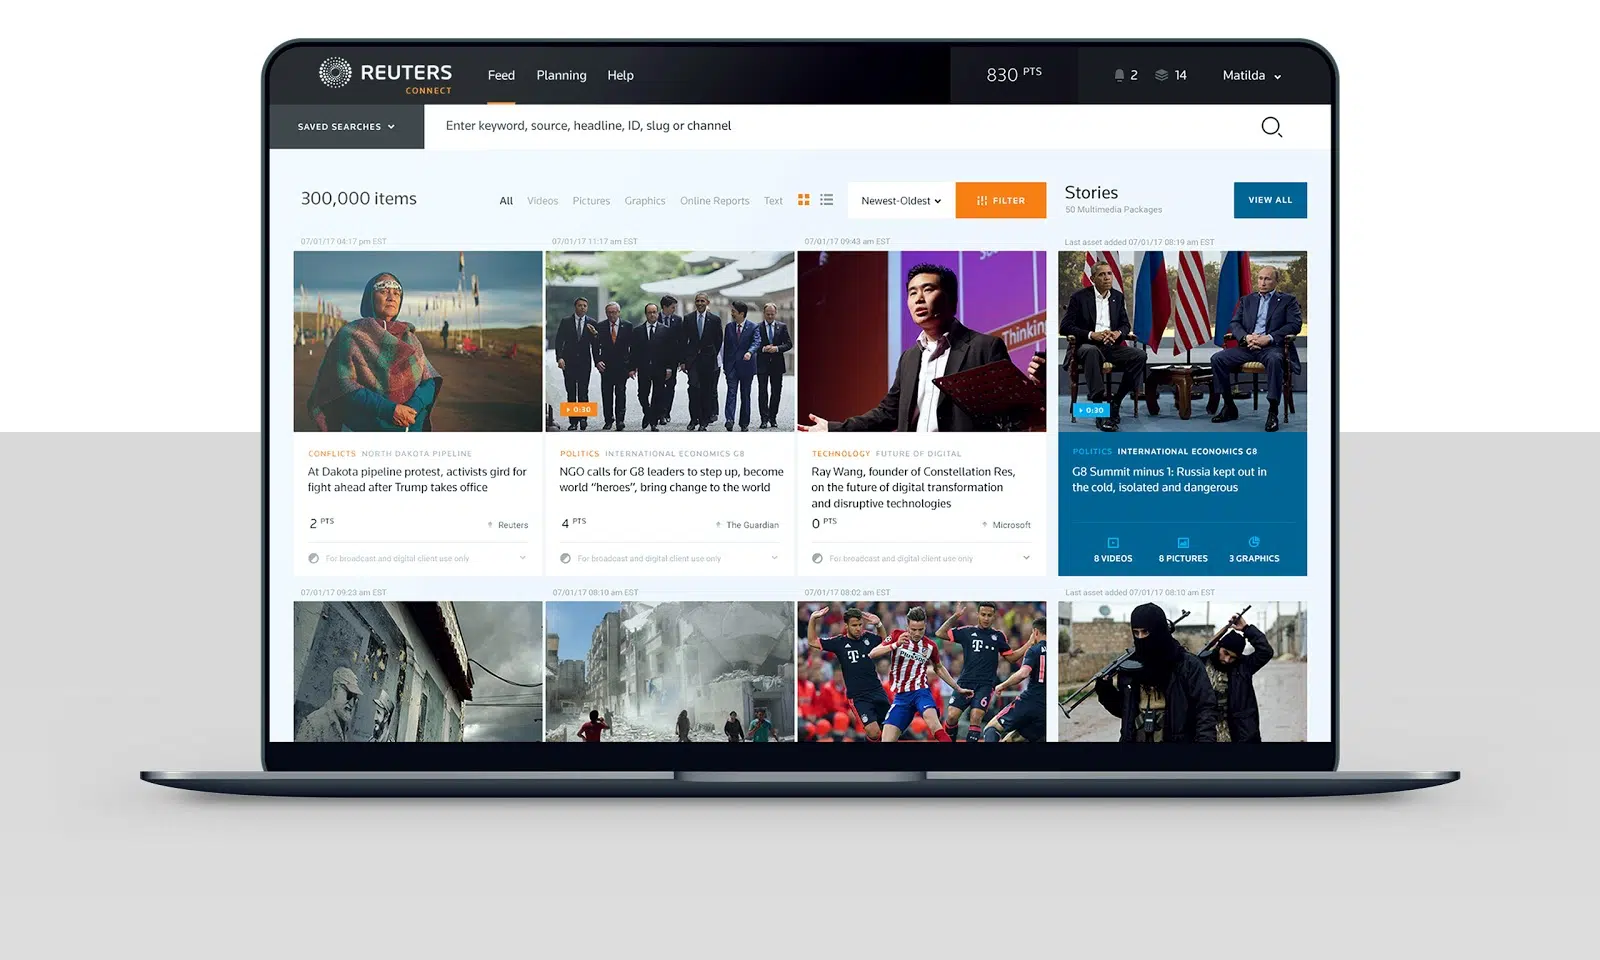 REUTERS
CONNECT
Feed
Planning
Help
830 PTS
2
14
Matilda
SAVED SEARCHES
Enter keyword, source, headline, ID, slug or channel
300,000 items
All
Videos
Pictures
Graphics
Online Reports
Text
Newest-Oldest
FILTER
Stories
50 Multimedia Packages
VIEW ALL
07/01/17 04:17 pm EST
CONFLICTS NORTH DAKOTA PIPELINE
At Dakota pipeline protest, activists gird for
fight ahead after Trump takes office
2 PTS
Reuters
For broadcast and digital client use only
07/01/17 11:17 am EST
0:30
POLITICS INTERNATIONAL ECONOMICS G8
NGO calls for G8 leaders to step up, become
world “heroes”, bring change to the world
4 PTS
The Guardian
For broadcast and digital client use only
07/01/17 09:43 am EST
Thinking
TECHNOLOGY FUTURE OF DIGITAL
Ray Wang, founder of Constellation Res,
on the future of digital transformation
and disruptive technologies
0 PTS
Microsoft
For broadcast and digital client use only
Last asset added 07/01/17 08:19 am EST
0:30
POLITICS INTERNATIONAL ECONOMICS G8
G8 Summit minus 1: Russia kept out in
the cold, isolated and dangerous
8 VIDEOS
8 PICTURES
3 GRAPHICS
07/01/17 09:23 am EST
07/01/17 08:10 am EST
07/01/17 08:02 am EST
T
T
6
Last asset added 07/01/17 08:10 am EST